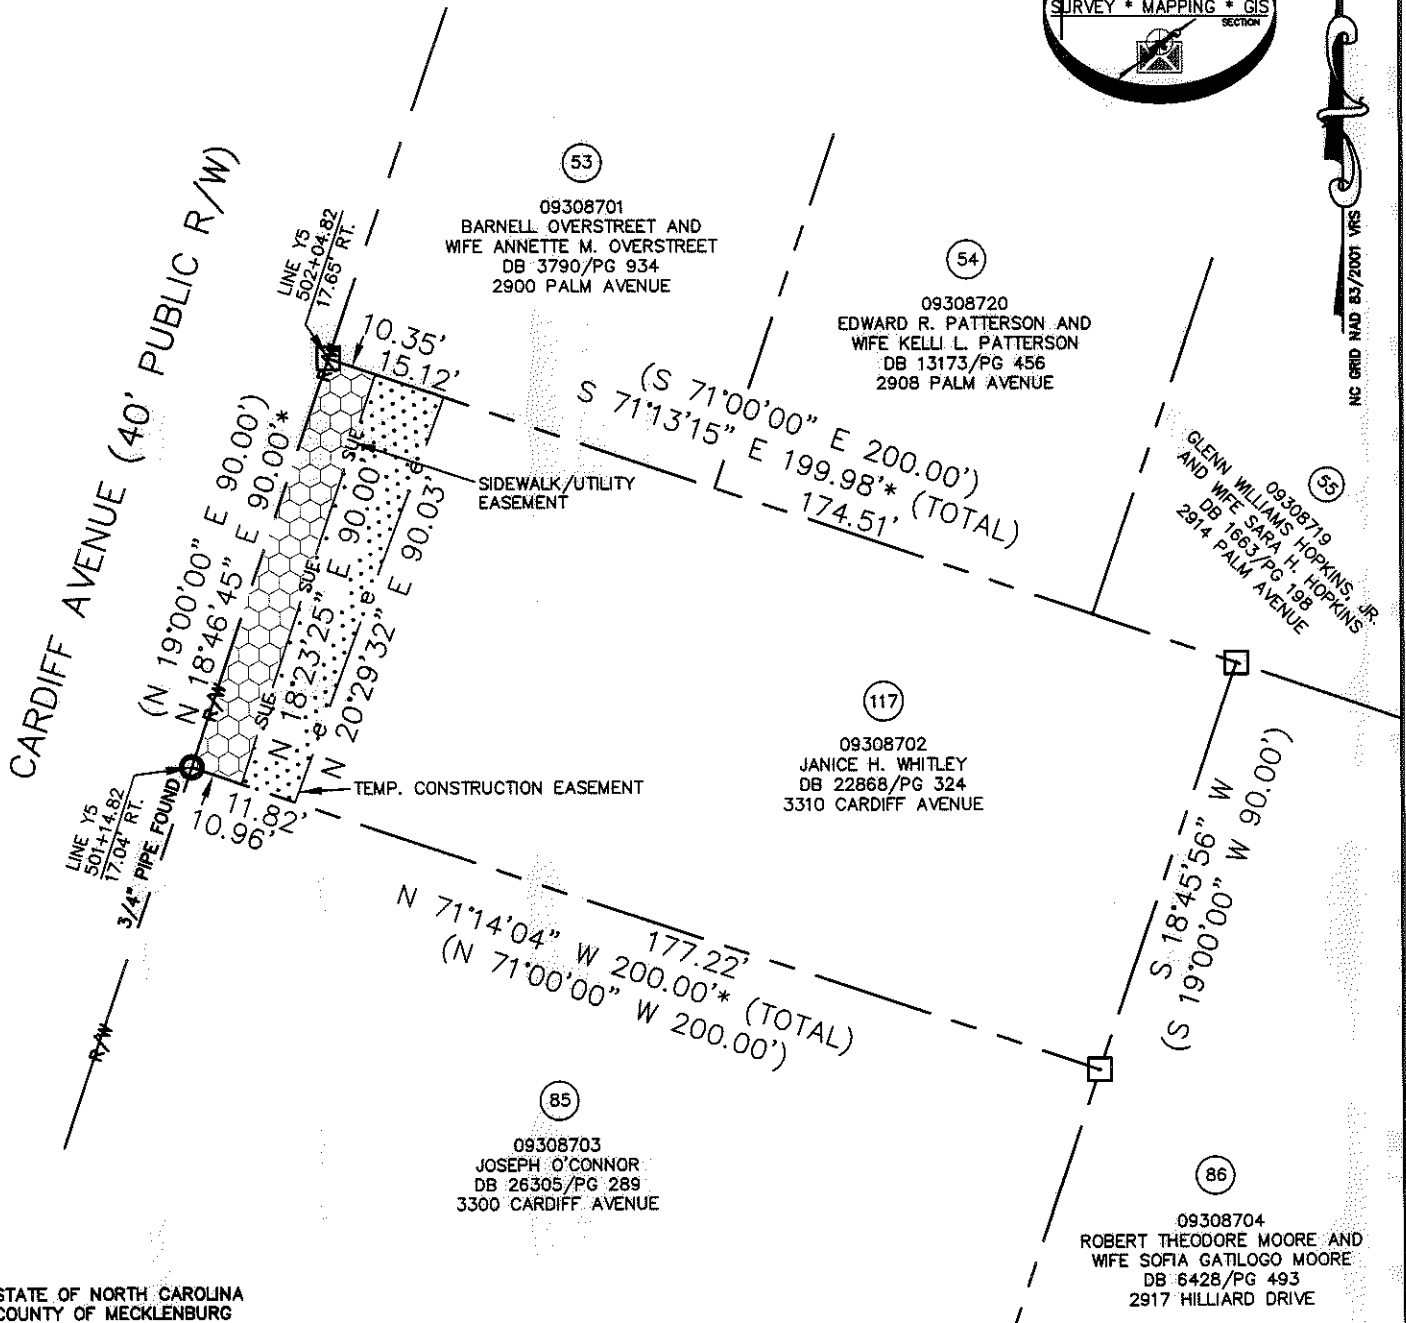 SURVEY * MAPPING * GIS
SECTION
NC GRID NAD 83/2001 VRS
CARDIFF AVENUE (40' PUBLIC R/W)
53
09308701
BARNELL OVERSTREET AND
WIFE ANNETTE M. OVERSTREET
DB 3790/PG 934
2900 PALM AVENUE
54
09308720
EDWARD R. PATTERSON AND
WIFE KELLI L. PATTERSON
DB 13173/PG 456
2908 PALM AVENUE
55
09308719
GLENN WILLIAMS HOPKINS, JR.
AND WIFE SARA H. HOPKINS
DB 1663/PG 198
2914 PALM AVENUE
LINE Y5
502+04.82
17.65' RT.
R/W
10.35'
15.12'
(S 71°00'00" E 200.00')
S 71°13'15" E 199.98'* (TOTAL)
174.51'
SIDEWALK/UTILITY
EASEMENT
(N 19°00'00" E 90.00')
N 18°46'45" E 90.00'*
R/W
SUE
SUE
SUE
N 18°23'25" E 90.00'
e
e
e
N 20°29'32" E 90.03'
TEMP. CONSTRUCTION EASEMENT
LINE Y5
501+14.82
17.04' RT.
3/4" PIPE FOUND
11.82'
10.96'
117
09308702
JANICE H. WHITLEY
DB 22868/PG 324
3310 CARDIFF AVENUE
S 18°45'56" W
(S 19°00'00" W 90.00')
177.22'
N 71°14'04" W 200.00'* (TOTAL)
(N 71°00'00" W 200.00')
R/W
85
09308703
JOSEPH O'CONNOR
DB 26305/PG 289
3300 CARDIFF AVENUE
86
09308704
ROBERT THEODORE MOORE AND
WIFE SOFIA GATILOGO MOORE
DB 6428/PG 493
2917 HILLIARD DRIVE
STATE OF NORTH CAROLINA
COUNTY OF MECKLENBURG